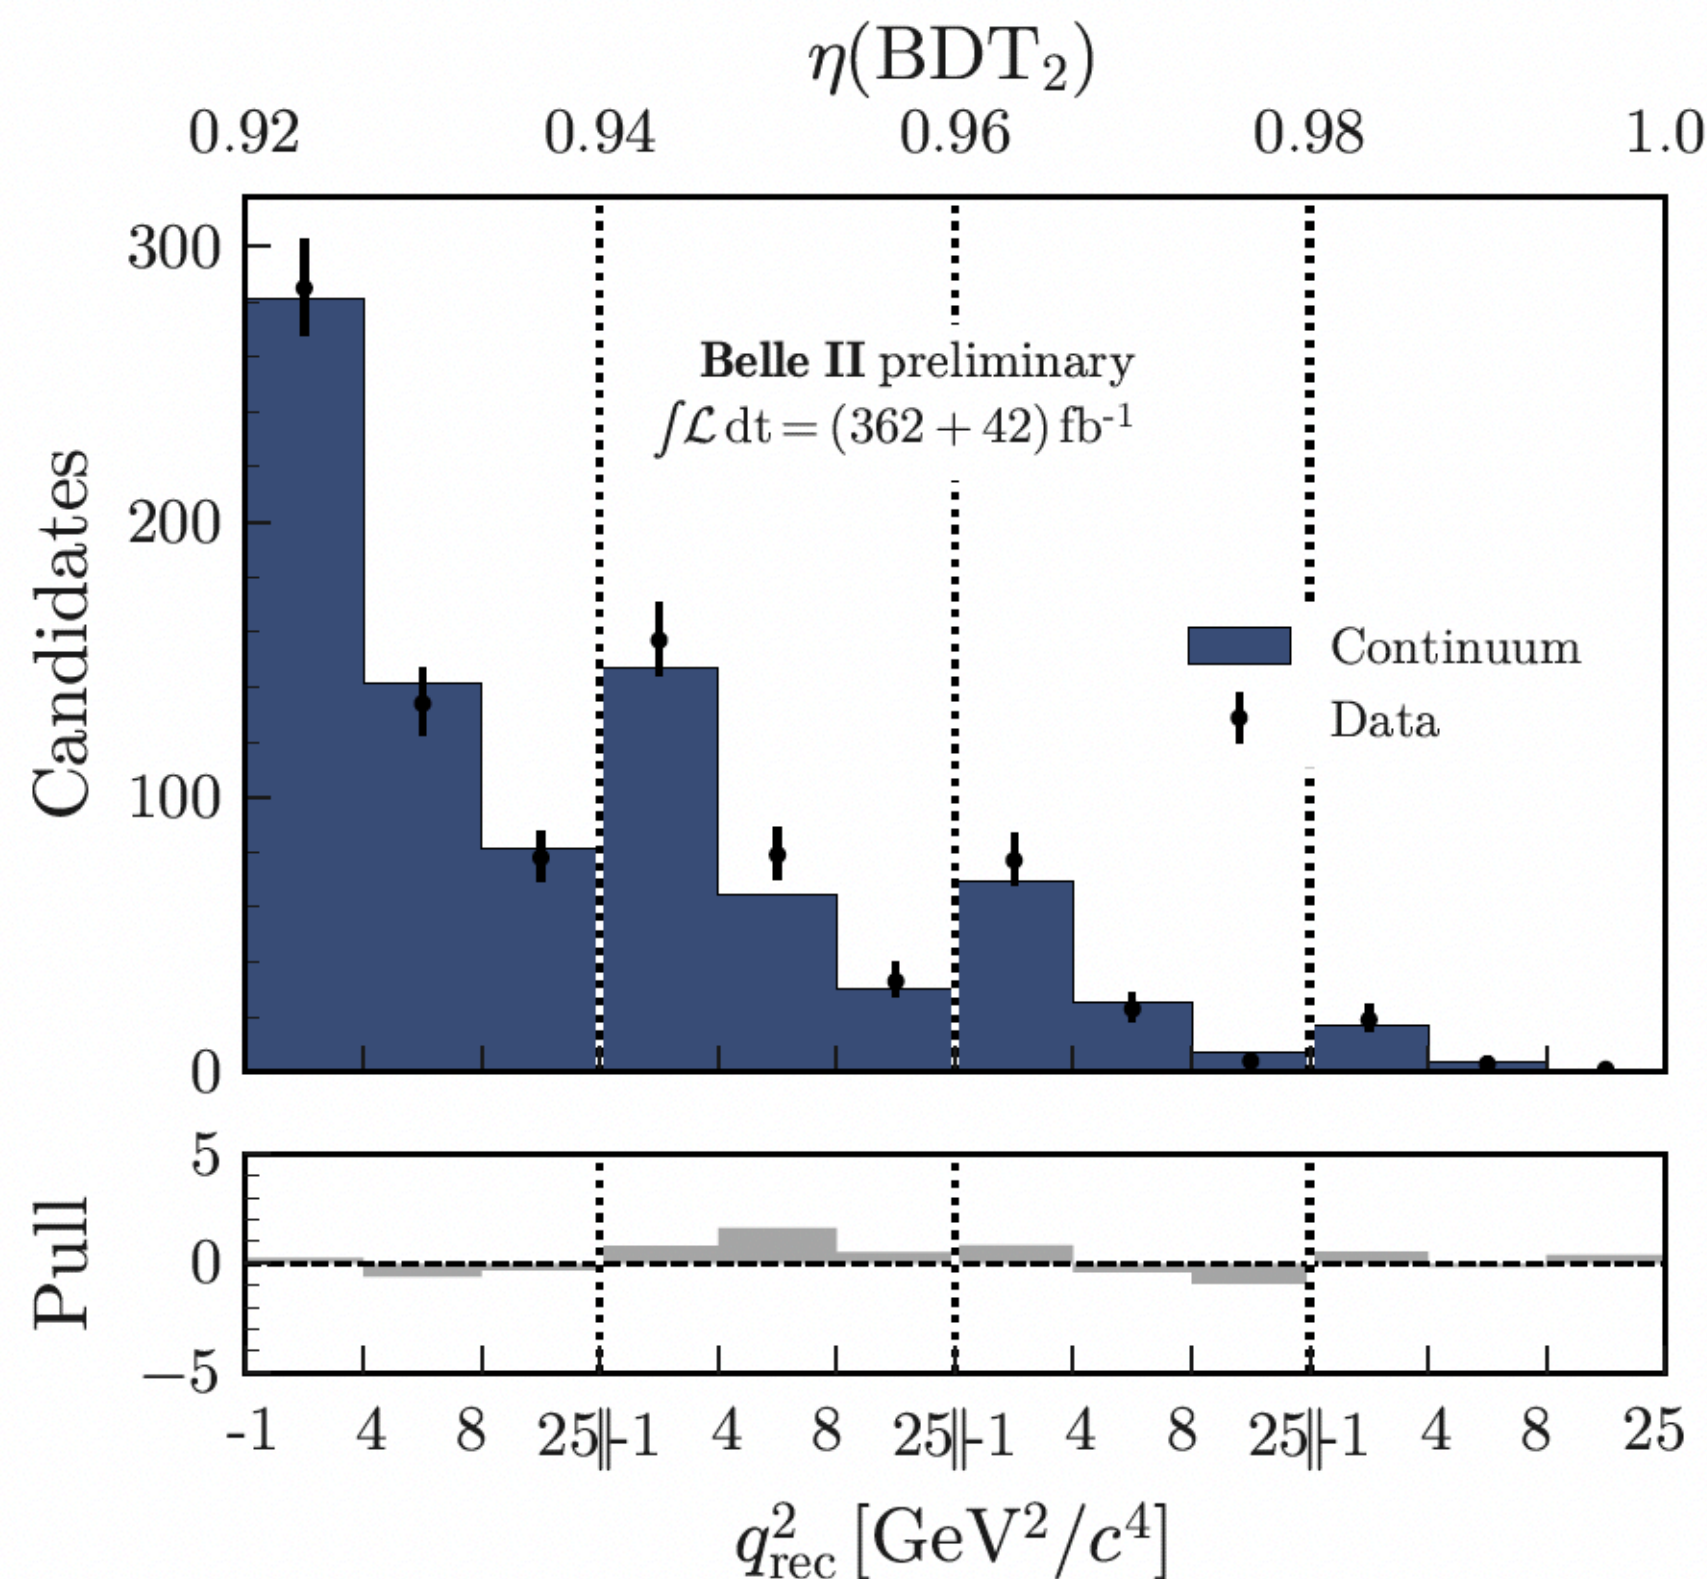 η(BDT₂)
0.92 0.94 0.96 0.98 1.0
300
200
100
0
Candidates
Belle II preliminary
∫ℒ dt = (362 + 42) fb⁻¹
Continuum
Data
5
0
−5
Pull
-1 4 8 25‖-1 4 8 25‖-1 4 8 25‖-1 4 8 25
q²rec [GeV²/c⁴]